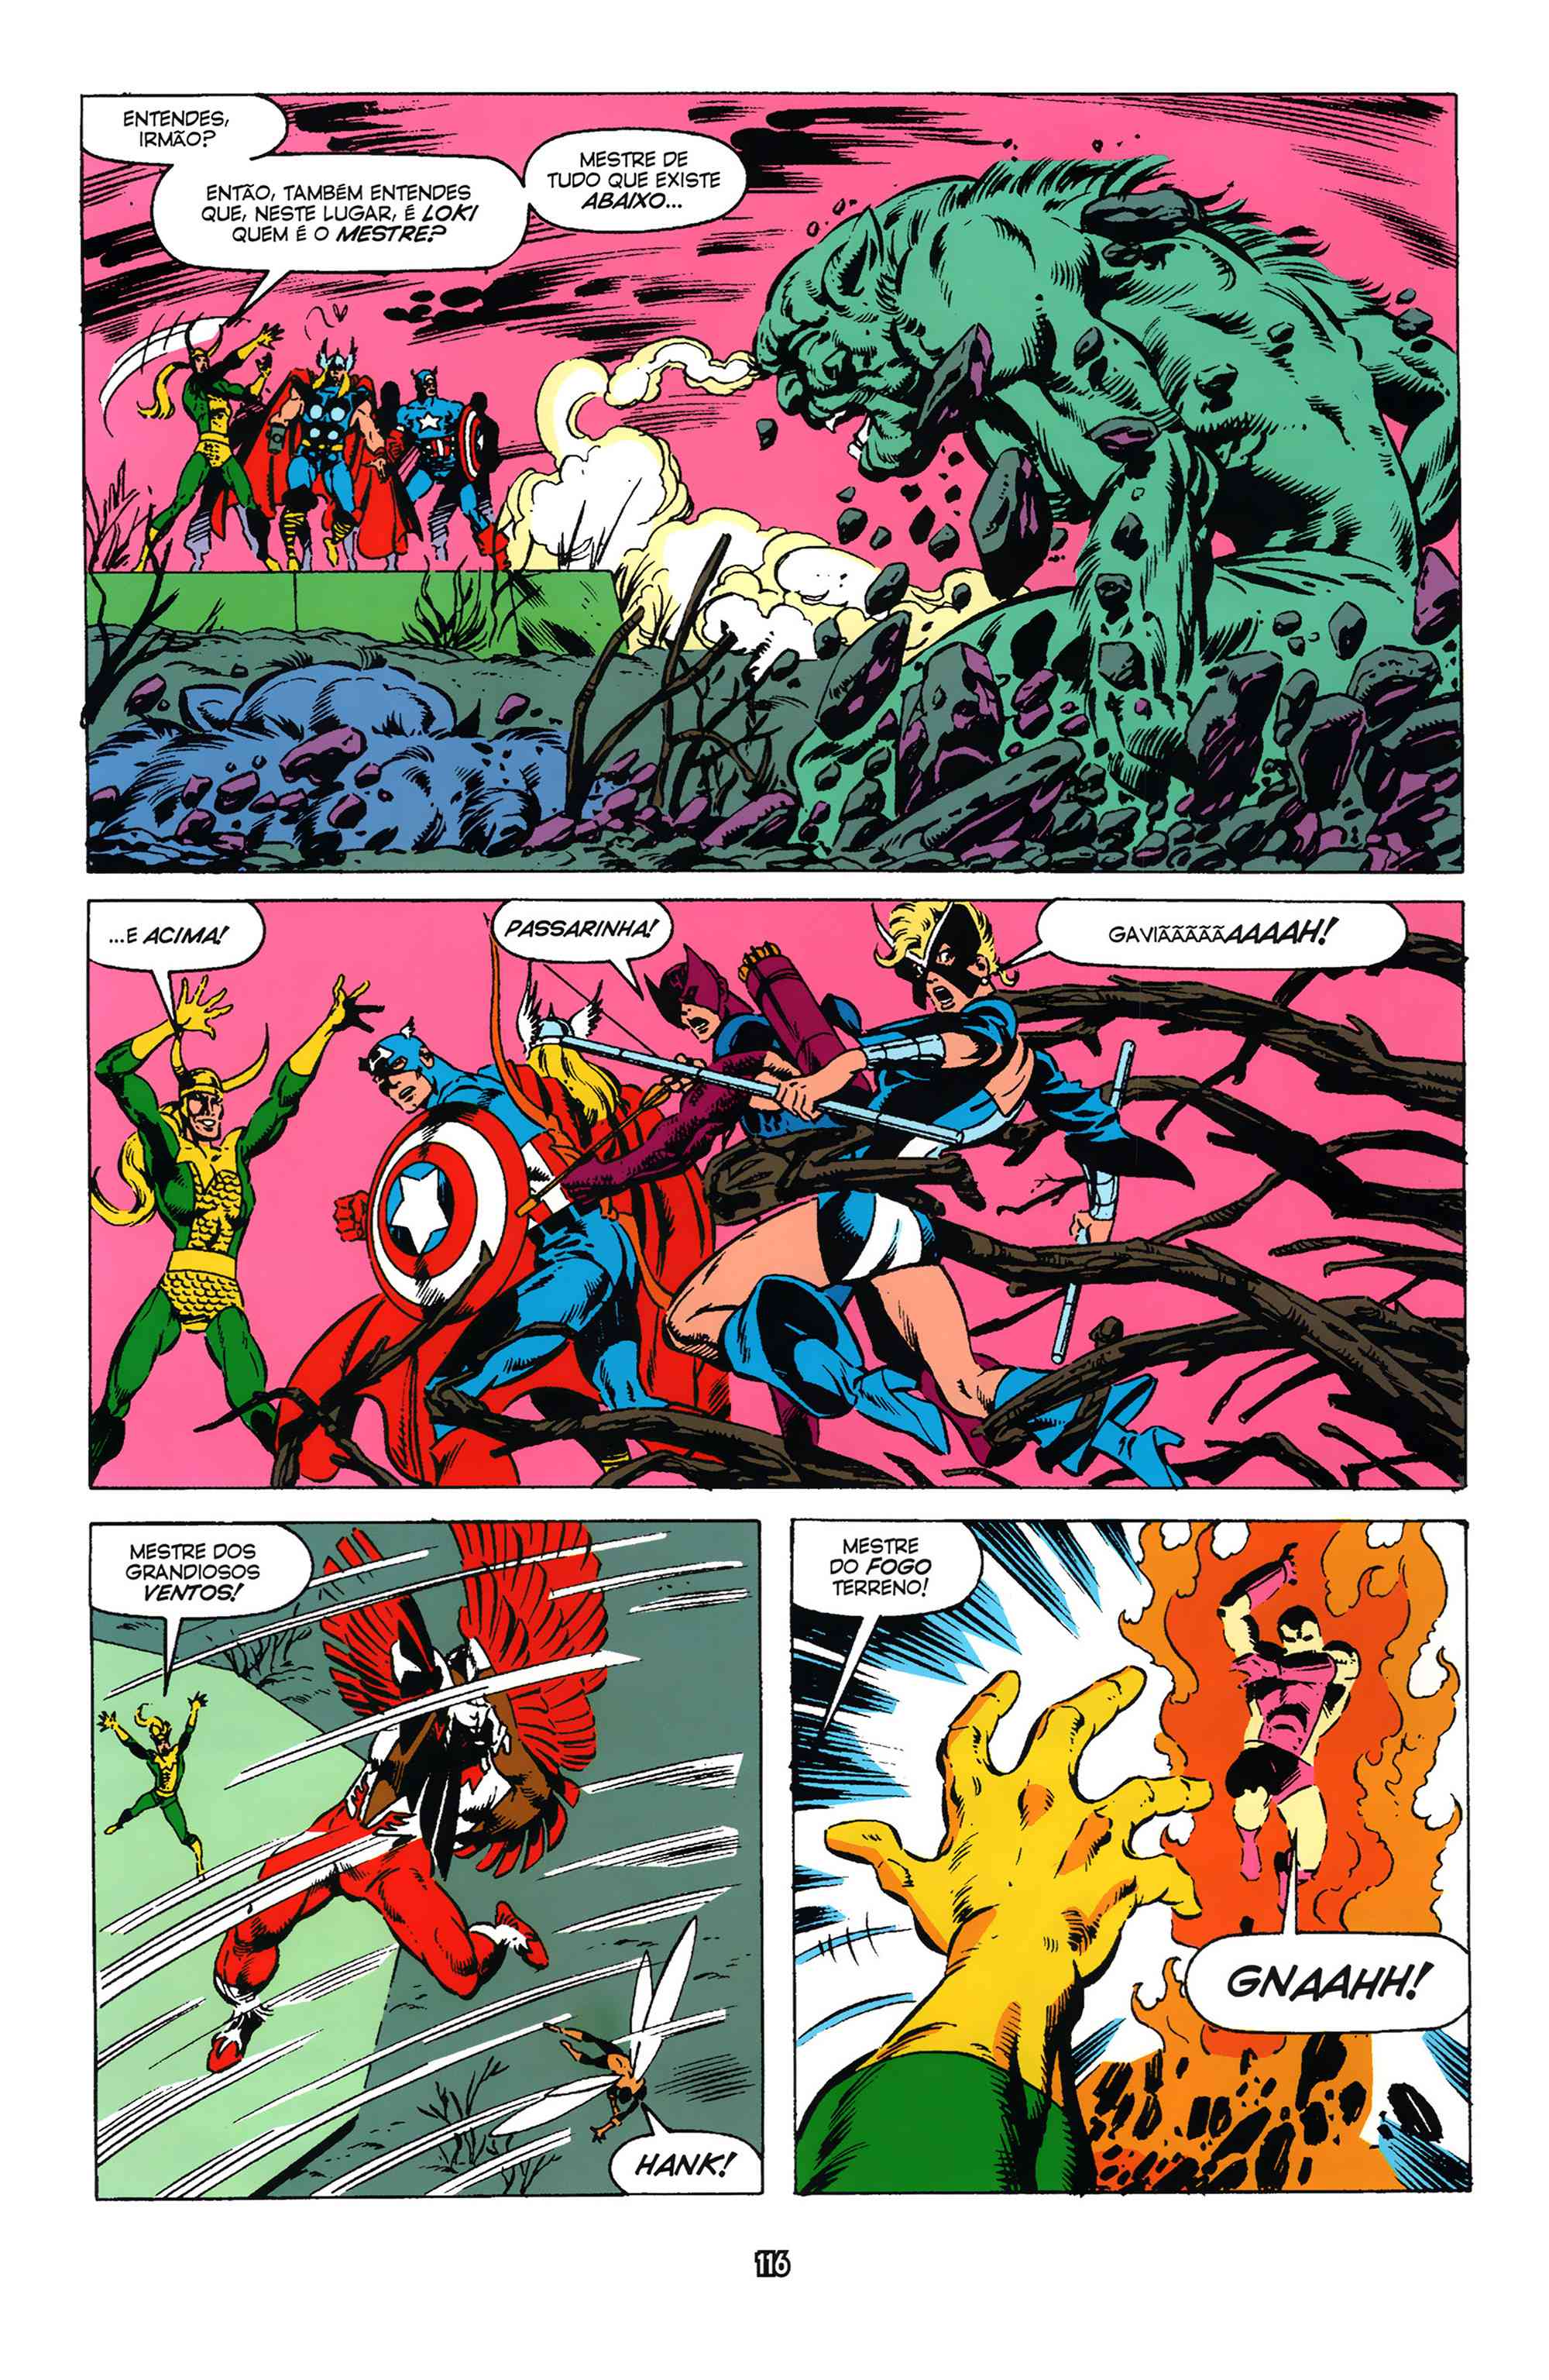 ENTENDES,
IRMÃO?
ENTÃO, TAMBÉM ENTENDES
QUE, NESTE LUGAR, É LOKI
QUEM É O MESTRE?
MESTRE DE
TUDO QUE EXISTE
ABAIXO...
...E ACIMA!
PASSARINHA!
GAVIÃÃÃÃÃAAAAH!
MESTRE DOS
GRANDIOSOS
VENTOS!
HANK!
MESTRE
DO FOGO
TERRENO!
GNAAHH!
116